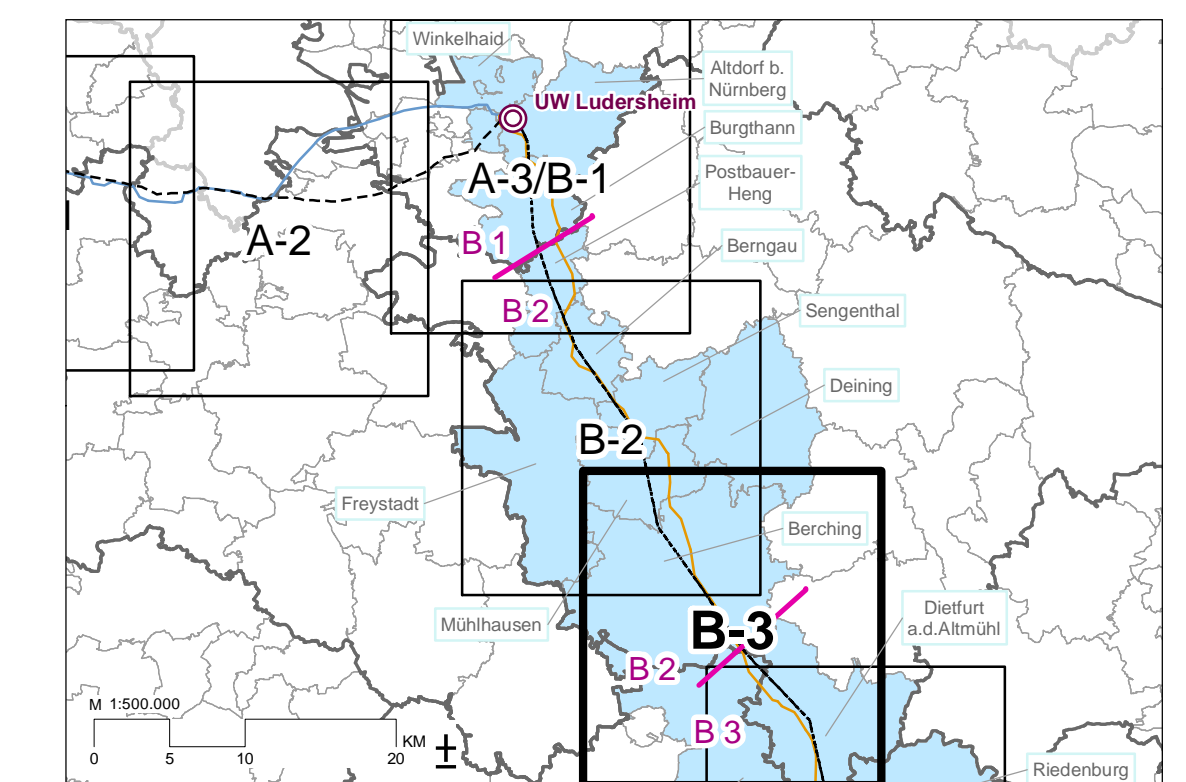 Winkelhaid
Altdorf b.
Nürnberg
UW Ludersheim
Burgthann
A-3/B-1
Postbauer-
Heng
A-2
B 1
Berngau
B 2
Sengenthal
Deining
B-2
Freystadt
Berching
Mühlhausen
Dietfurt
a.d.Altmühl
B-3
B 2
B 3
M 1:500.000
KM
0 5 10 20
Riedenburg